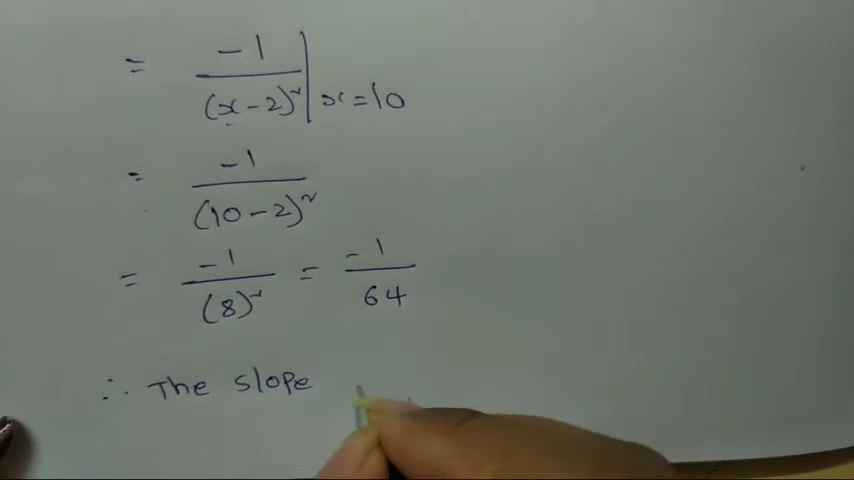 = -1/(x-2)² | x=10
= -1/(10-2)²
= -1/(8)² = -1/64
∴ The slope